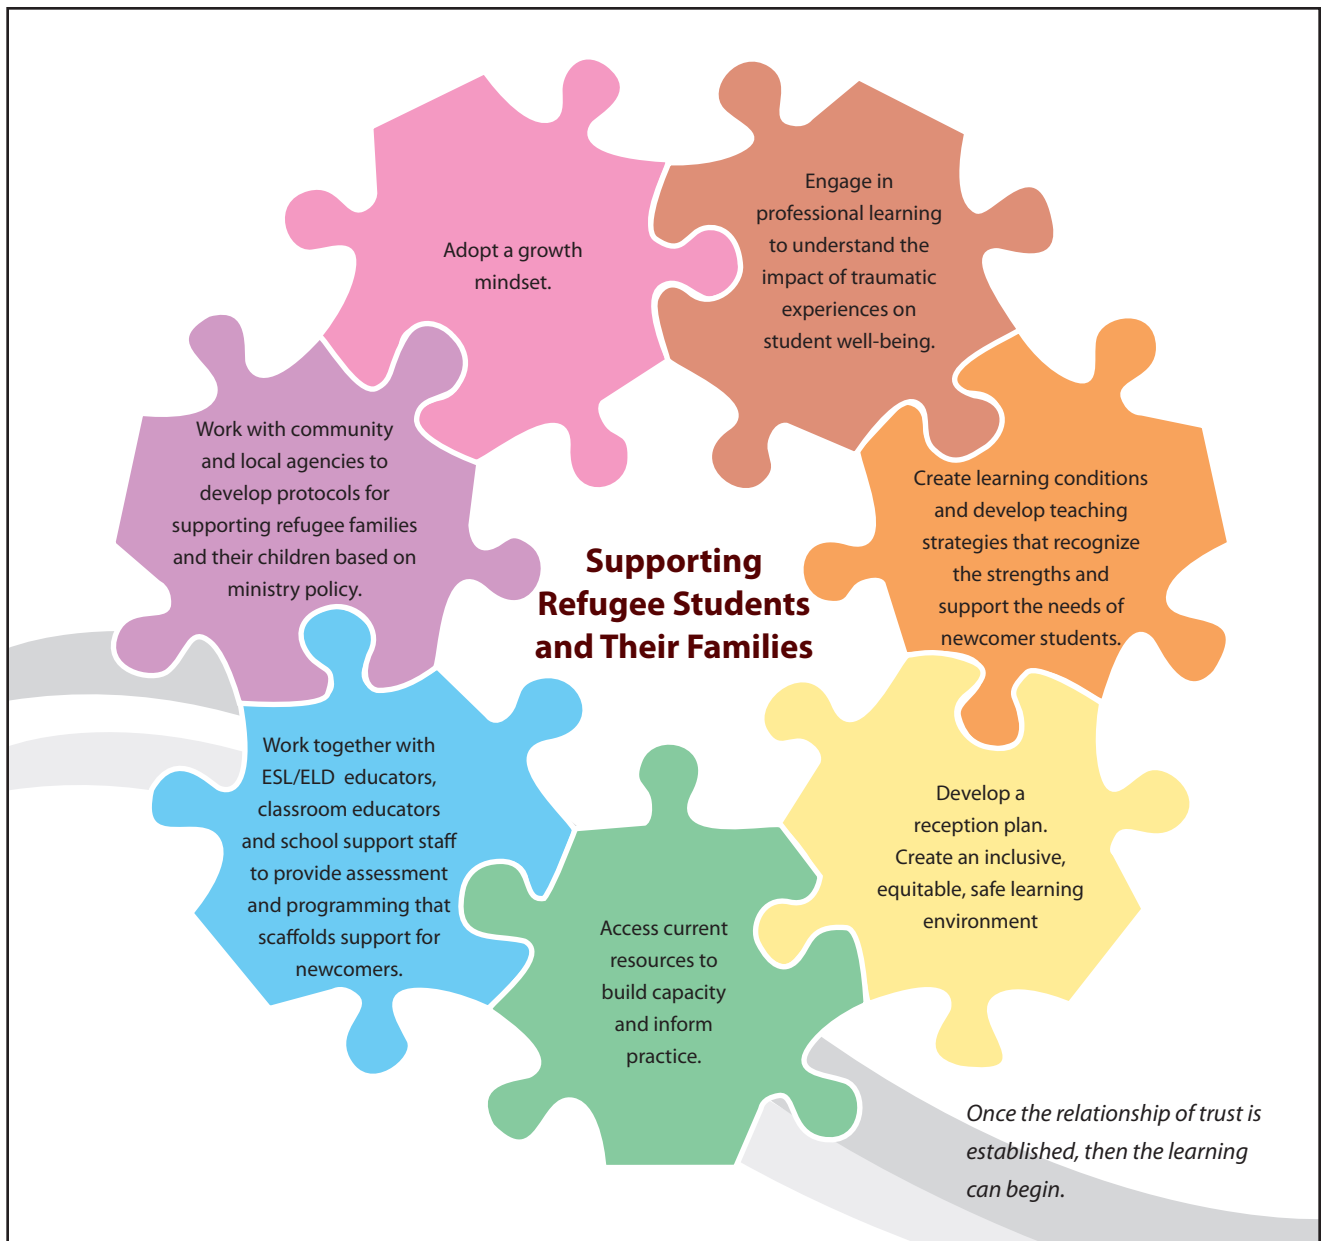 Adopt a growth
mindset.
Engage in
professional learning
to understand the
impact of traumatic
experiences on
student well-being.
Work with community
and local agencies to
develop protocols for
supporting refugee families
and their children based on
ministry policy.
Create learning conditions
and develop teaching
strategies that recognize
the strengths and
support the needs of
newcomer students.
Supporting
Refugee Students
and Their Families
Work together with
ESL/ELD educators,
classroom educators
and school support staff
to provide assessment
and programming that
scaffolds support for
newcomers.
Develop a
reception plan.
Create an inclusive,
equitable, safe learning
environment
Access current
resources to
build capacity
and inform
practice.
Once the relationship of trust is
established, then the learning
can begin.